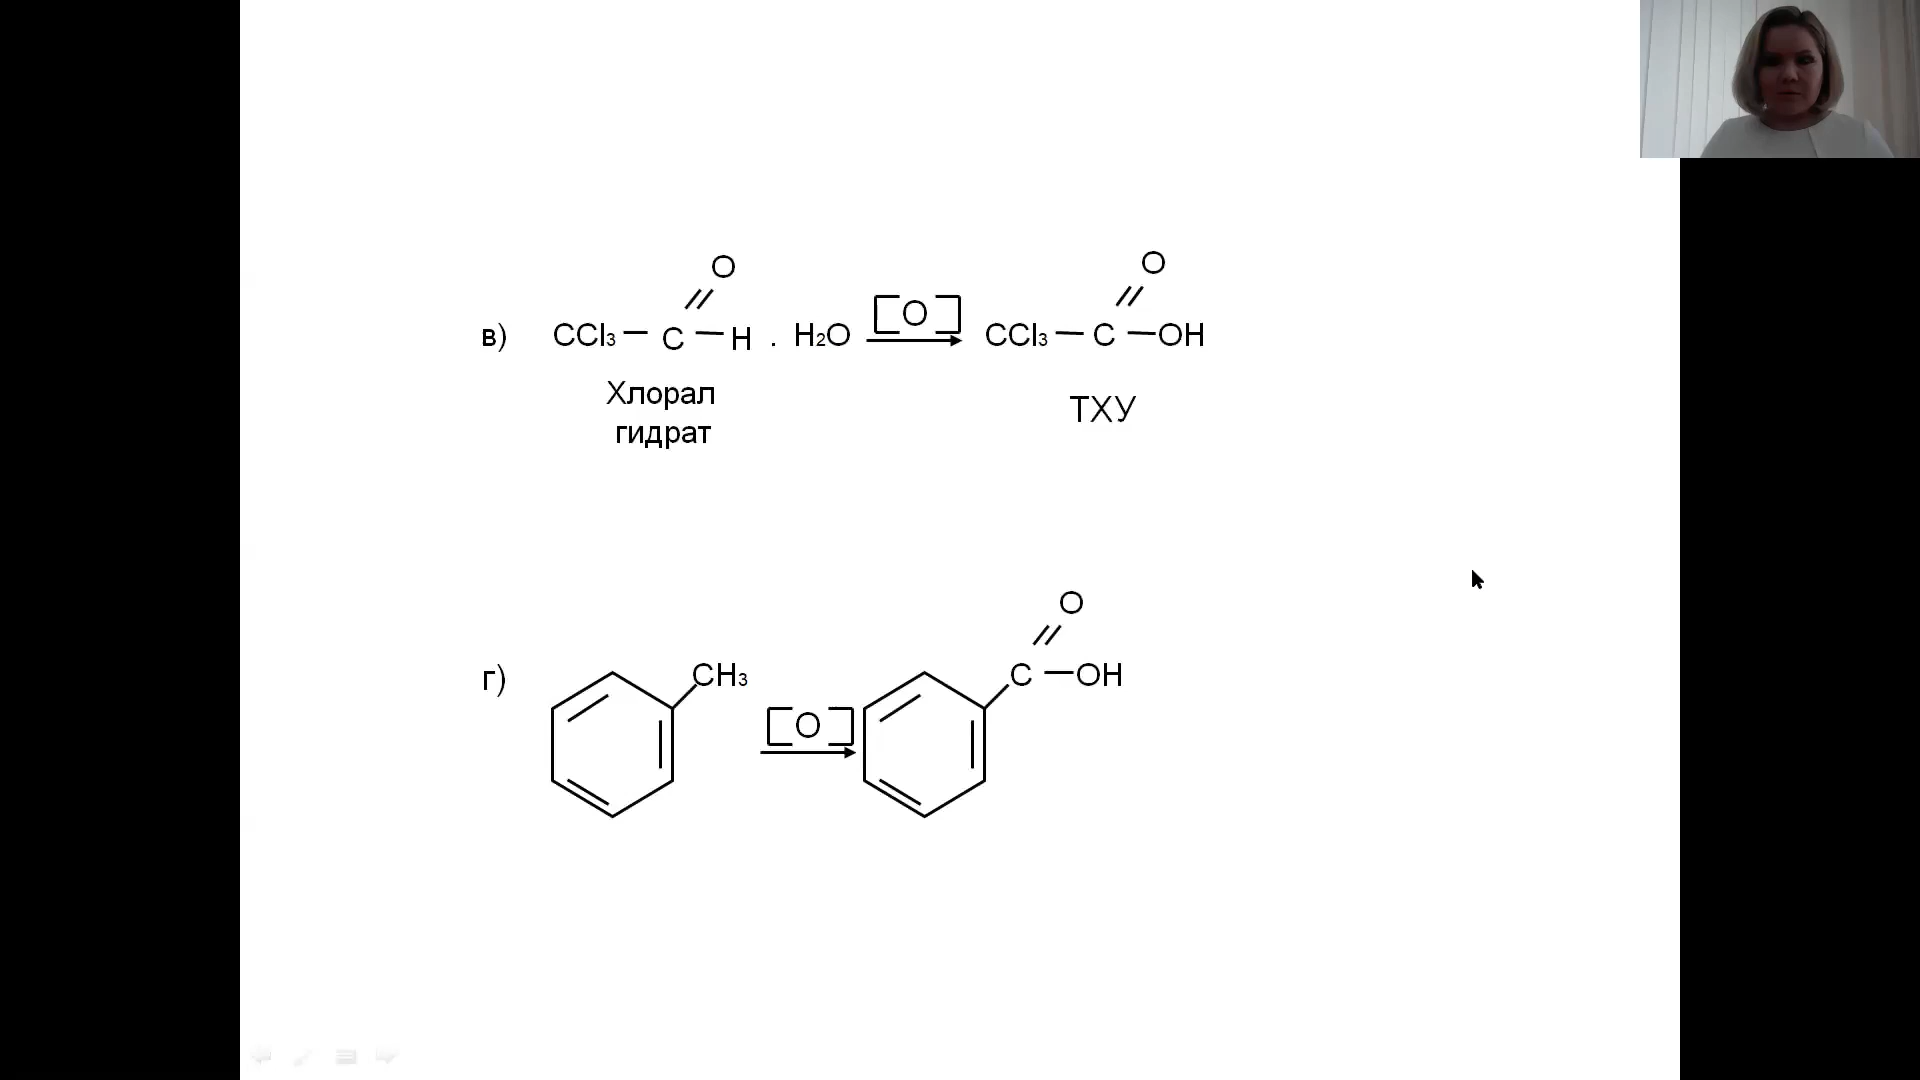 O O
в) CCl₃ — C — H . H₂O [O] CCl₃ — C — OH
Хлорал
гидрат
ТХУ
O
г) CH₃ [O] C — OH